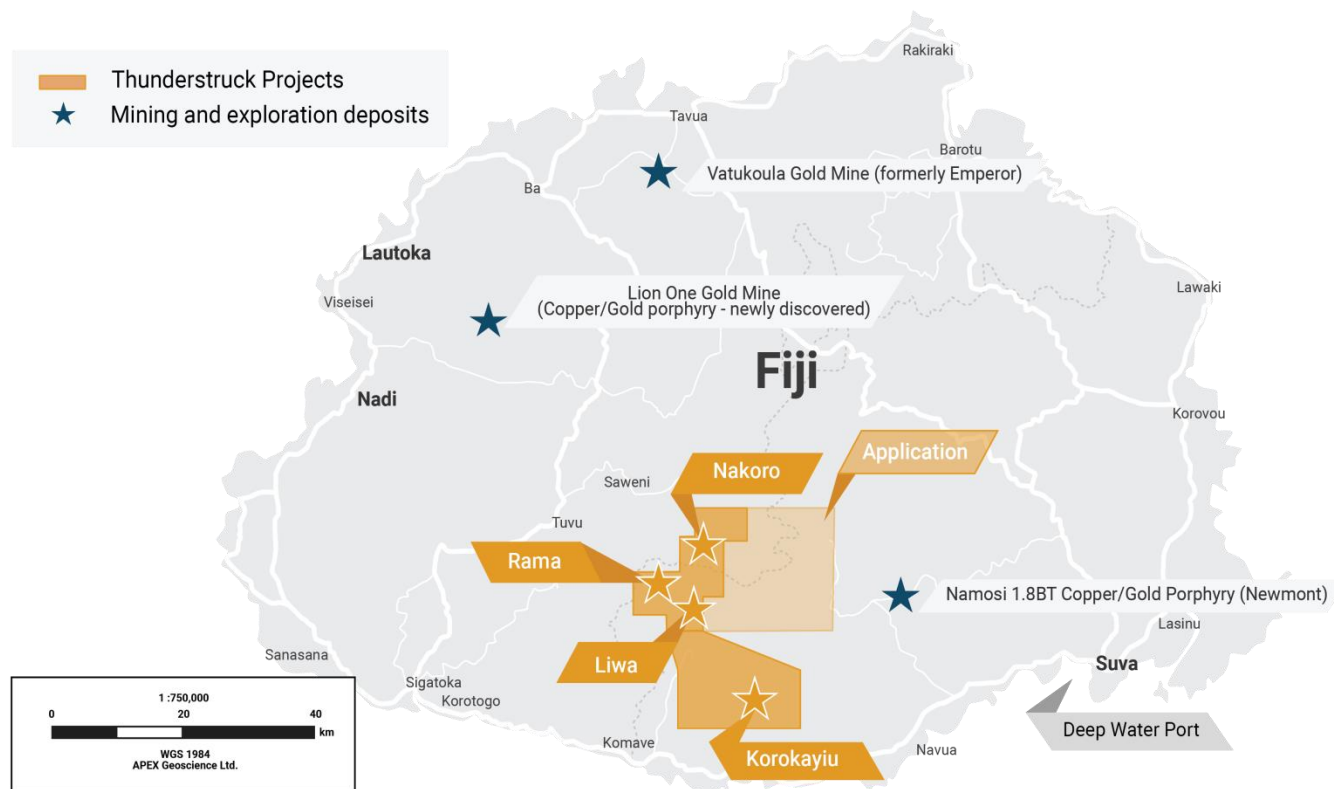 Thunderstruck Projects
Mining and exploration deposits
Rakiraki
Tavua
Barotu
Vatukoula Gold Mine (formerly Emperor)
Ba
Lautoka
Viseisei
Lion One Gold Mine
(Copper/Gold porphyry - newly discovered)
Lawaki
Fiji
Nadi
Korovou
Application
Nakoro
Saweni
Tuvu
Rama
Namosi 1.8BT Copper/Gold Porphyry (Newmont)
Lasinu
Liwa
Sanasana
Suva
Sigatoka
Korotogo
Deep Water Port
Komave
Navua
Korokayiu
1 :750,000
0 20 40
km
WGS 1984
APEX Geoscience Ltd.